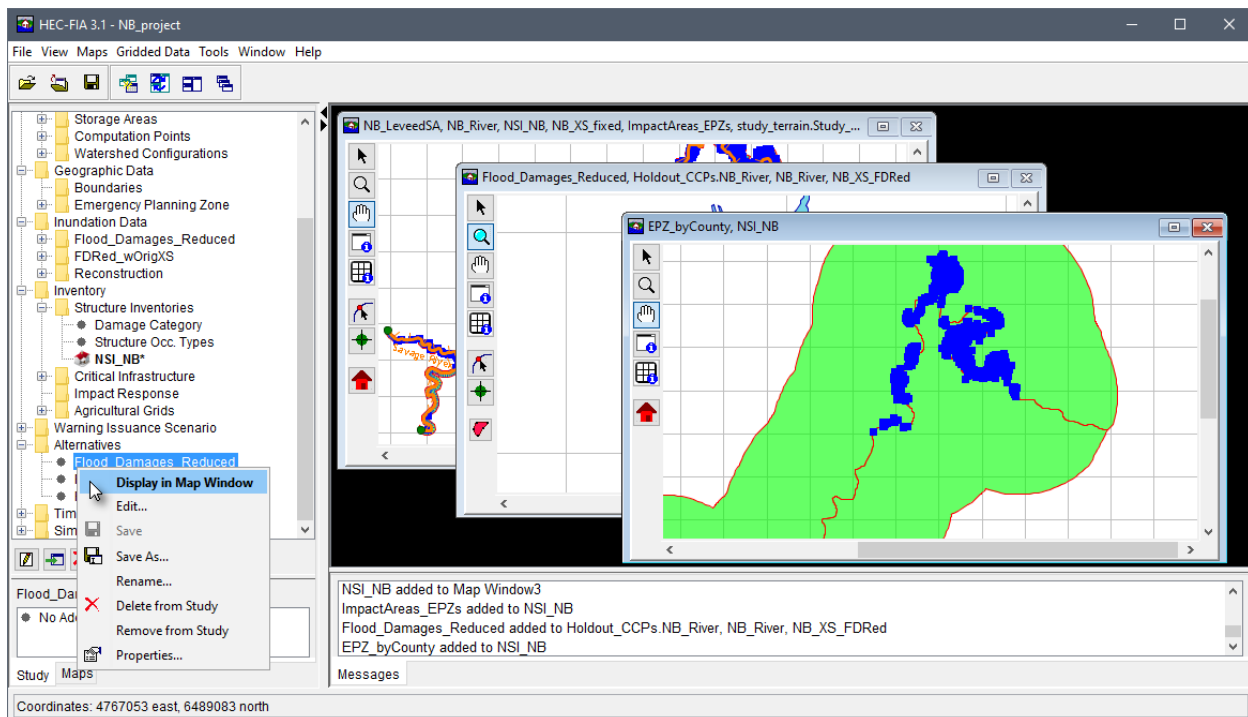 HEC-FIA 3.1 - NB_project
File View Maps Gridded Data Tools Window Help
Storage Areas
Computation Points
Watershed Configurations
Geographic Data
Boundaries
Emergency Planning Zone
Inundation Data
Flood_Damages_Reduced
FDRed_wOrigXS
Reconstruction
Inventory
Structure Inventories
Damage Category
Structure Occ. Types
NSI_NB*
Critical Infrastructure
Impact Response
Agricultural Grids
Warning Issuance Scenario
Alternatives
Flood_Damages_Reduced
Tim
Sim
Display in Map Window
Edit...
Save
Save As...
Rename...
Delete from Study
Remove from Study
Properties...
Flood_Da
No Ad
Study Maps
NB_LeveedSA, NB_River, NSI_NB, NB_XS_fixed, ImpactAreas_EPZs, study_terrain.Study_...
Savage River
Flood_Damages_Reduced, Holdout_CCPs.NB_River, NB_River, NB_XS_FDRed
EPZ_byCounty, NSI_NB
NSI_NB added to Map Window3
ImpactAreas_EPZs added to NSI_NB
Flood_Damages_Reduced added to Holdout_CCPs.NB_River, NB_River, NB_XS_FDRed
EPZ_byCounty added to NSI_NB
Messages
Coordinates: 4767053 east, 6489083 north